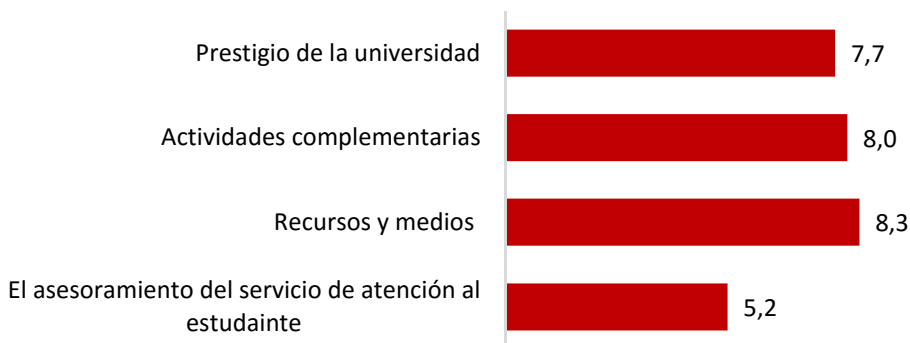 Prestigio de la universidad
7,7
Actividades complementarias
8,0
Recursos y medios
8,3
El asesoramiento del servicio de atención al
estudainte
5,2